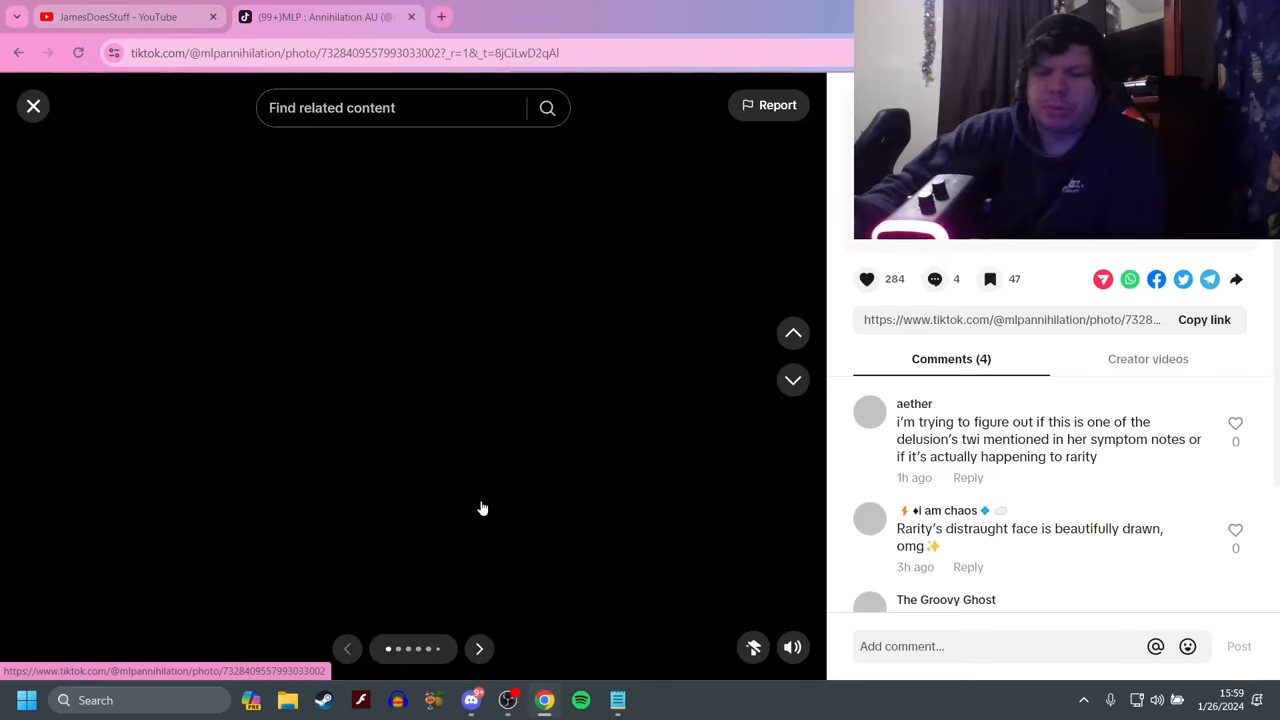 JamesDoesStuff - YouTube
(99+)MLP : Annihilation AU (@
tiktok.com/@mlpannihilation/photo/7328409557993033002?_r=1&_t=8jCiLwD2qAl
Find related content
Report
284
4
47
https://www.tiktok.com/@mlpannihilation/photo/7328...
Copy link
Comments (4)
Creator videos
aether
i'm trying to figure out if this is one of the
delusion's twi mentioned in her symptom notes or
if it's actually happening to rarity
0
1h ago
Reply
♦i am chaos
Rarity's distraught face is beautifully drawn,
omg✨
0
3h ago
Reply
The Groovy Ghost
Add comment...
Post
https://www.tiktok.com/@mlpannihilation/photo/7328409557993033002
Search
PRE
9+
15:59
1/26/2024